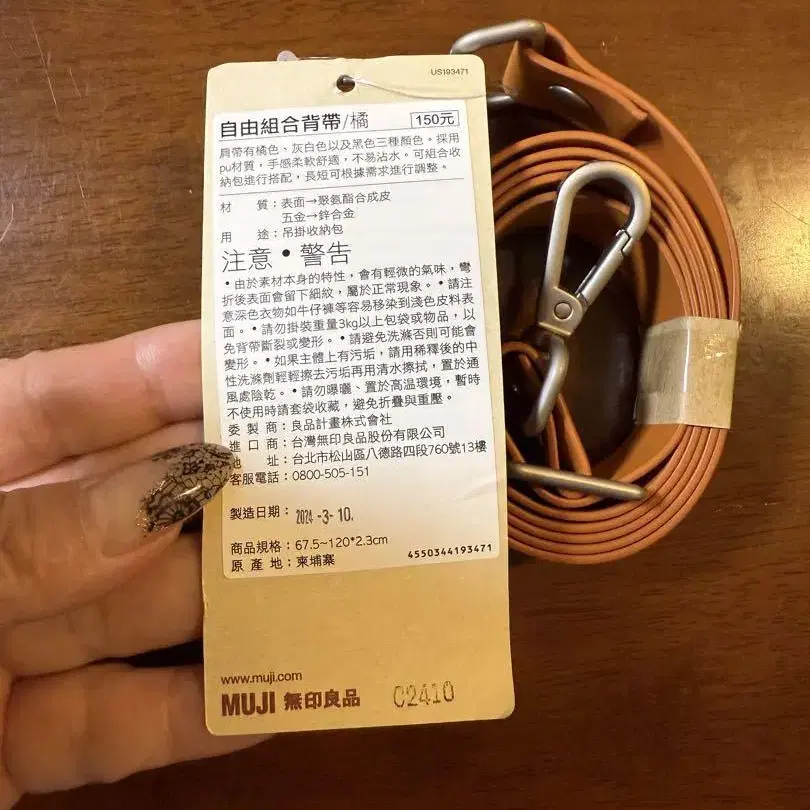 US193471
自由組合背帶/橘 150元
肩帶有橘色、灰白色以及黑色三種顏色。採用
pu材質，手感柔軟舒適，不易沾水。可組合收
納包進行搭配，長短可根據需求進行調整。
材 質：表面→聚氨酯合成皮
五金→鋅合金
用 途：吊掛收納包
注意•警告
•由於素材本身的特性，會有輕微的氣味，彎
折後表面會留下細紋，屬於正常現象。•請注
意深色衣物如牛仔褲等容易移染到淺色皮料表
面。•請勿掛裝重量3kg以上包袋或物品，以
免背帶斷裂或變形。•請避免洗滌否則可能會
變形。•如果主體上有污垢，請用稀釋後的中
性洗滌劑輕輕擦去污垢再用清水擦拭，置於通
風處陰乾。•請勿曝曬、置於高溫環境，暫時
不使用時請套袋收藏，避免折疊與重壓。
委 製 商：良品計畫株式會社
進 口 商：台灣無印良品股份有限公司
地 址：台北市松山區八德路四段760號13樓
客服電話：0800-505-151
製造日期：2024-3-10.
商品規格：67.5~120*2.3cm
原 產 地：柬埔寨 4550344193471
www.muji.com
MUJI 無印良品 C2410